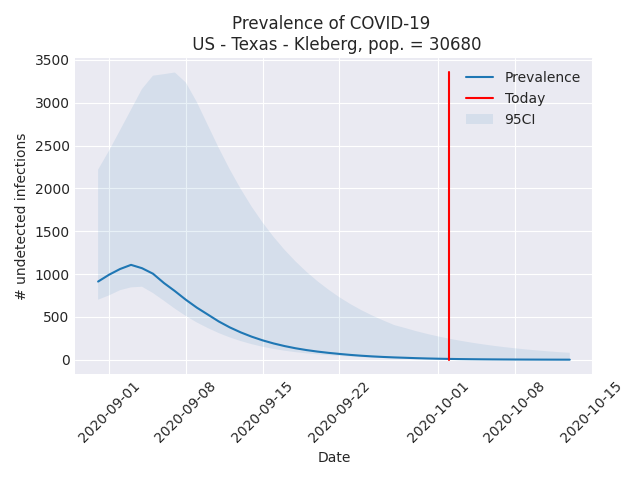 Prevalence of COVID-19
US - Texas - Kleberg, pop. = 30680
3500
3000
2500
2000
1500
1000
500
0
# undetected infections
Prevalence
Today
95CI
2020-09-01
2020-09-08
2020-09-15
2020-09-22
2020-10-01
2020-10-08
2020-10-15
Date